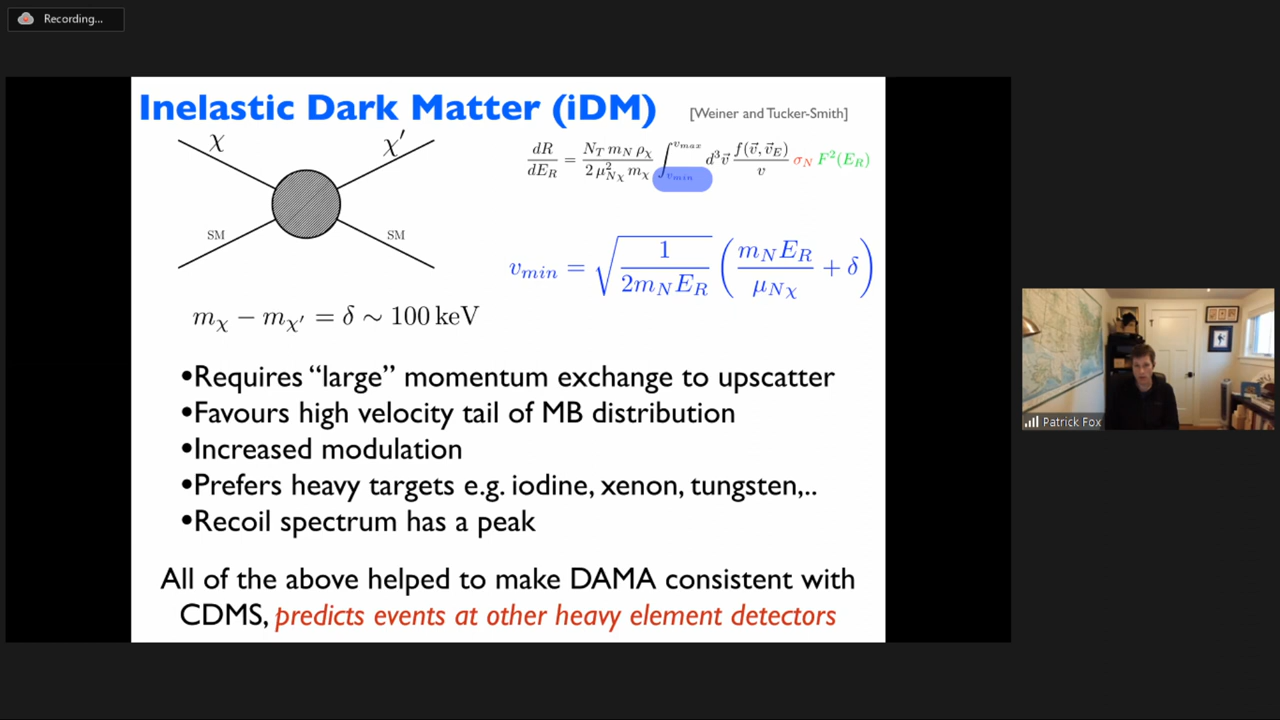 Recording...
Inelastic Dark Matter (iDM)
[Weiner and Tucker-Smith]
χ
χ′
SM
SM
dR/dE_R = N_T m_N ρ_χ / 2 μ²_{Nχ} m_χ ∫_{v_min}^{v_max} d³v⃗ f(v⃗, v⃗_E)/v σ_N F²(E_R)
v_min = √(1/(2m_N E_R)) (m_N E_R/μ_{Nχ} + δ)
m_χ − m_χ′ = δ ∼ 100 keV
•Requires “large” momentum exchange to upscatter
•Favours high velocity tail of MB distribution
•Increased modulation
•Prefers heavy targets e.g. iodine, xenon, tungsten,..
•Recoil spectrum has a peak
All of the above helped to make DAMA consistent with
CDMS, predicts events at other heavy element detectors
Patrick Fox